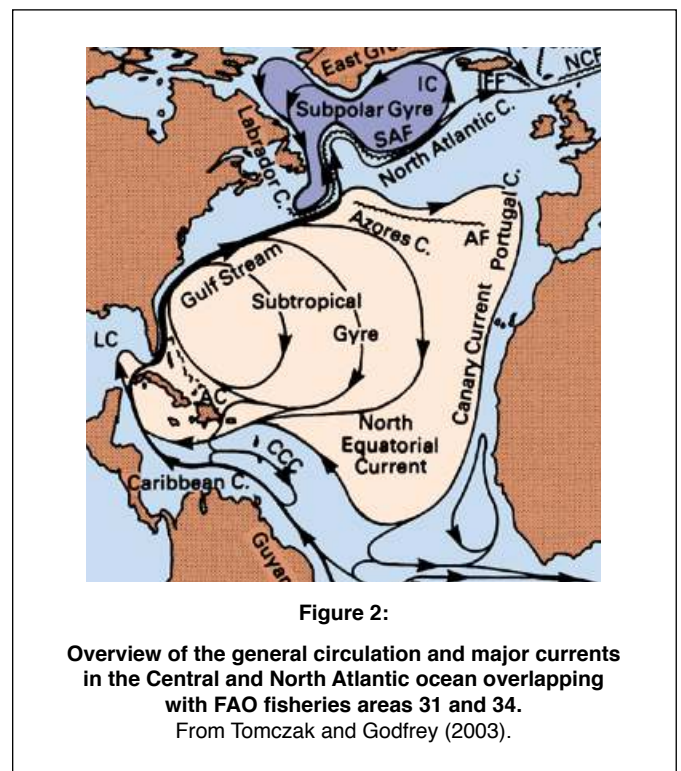 East Gre
NCF
IC
IFF
Subpolar Gyre
SAF
Labrador C.
North Atlantic C.
Azores C.
AF
Portugal C.
Gulf Stream
Subtropical
Gyre
LC
Canary Current
AC
North
Equatorial
Current
CCC
Caribbean C.
Guyan
Figure 2:
Overview of the general circulation and major currents
in the Central and North Atlantic ocean overlapping
with FAO fisheries areas 31 and 34.
From Tomczak and Godfrey (2003).